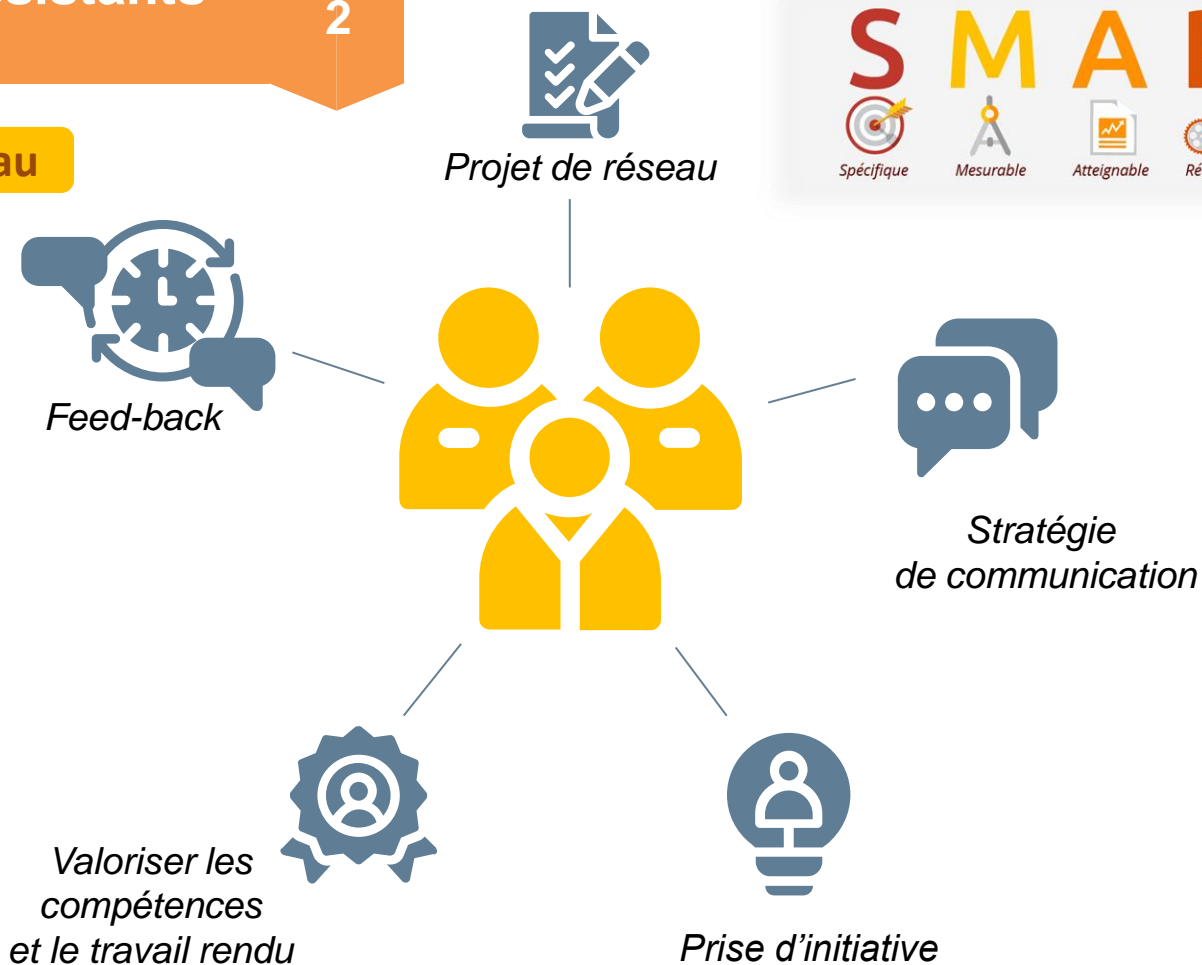 2
S M A
Spécifique Mesurable Atteignable
Projet de réseau
Feed-back
Stratégie
de communication
Valoriser les
compétences
et le travail rendu
Prise d'initiative